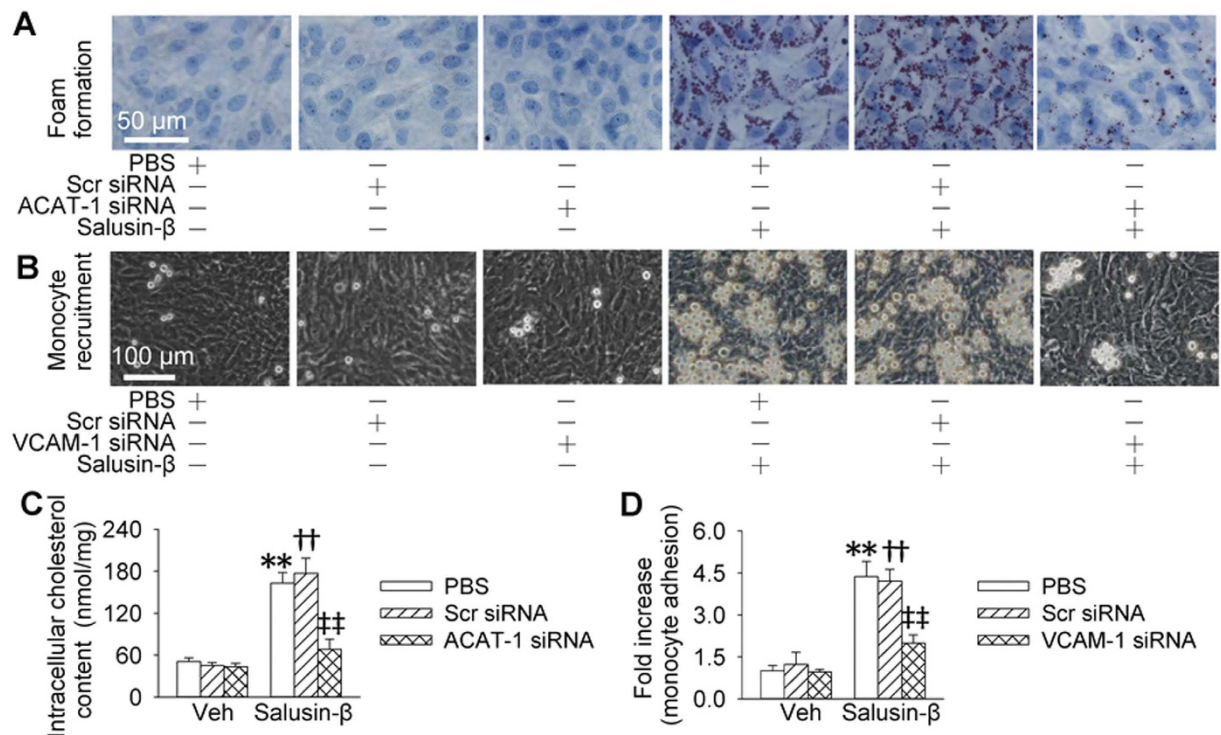 A
Foam
formation
50 µm
PBS + – – + – –
Scr siRNA – + – – + –
ACAT-1 siRNA – – + – – +
Salusin-β – – – + + +
B
Monocyte
recruitment
100 µm
PBS + – – + – –
Scr siRNA – + – – + –
VCAM-1 siRNA – – + – – +
Salusin-β – – – + + +
C
Intracellular cholesterol
content (nmol/mg)
240
180
120
60
0
** ††
‡‡
Veh Salusin-β
PBS
Scr siRNA
ACAT-1 siRNA
D
Fold increase
(monocyte adhesion)
6.0
4.5
3.0
1.5
0.0
** ††
‡‡
Veh Salusin-β
PBS
Scr siRNA
VCAM-1 siRNA